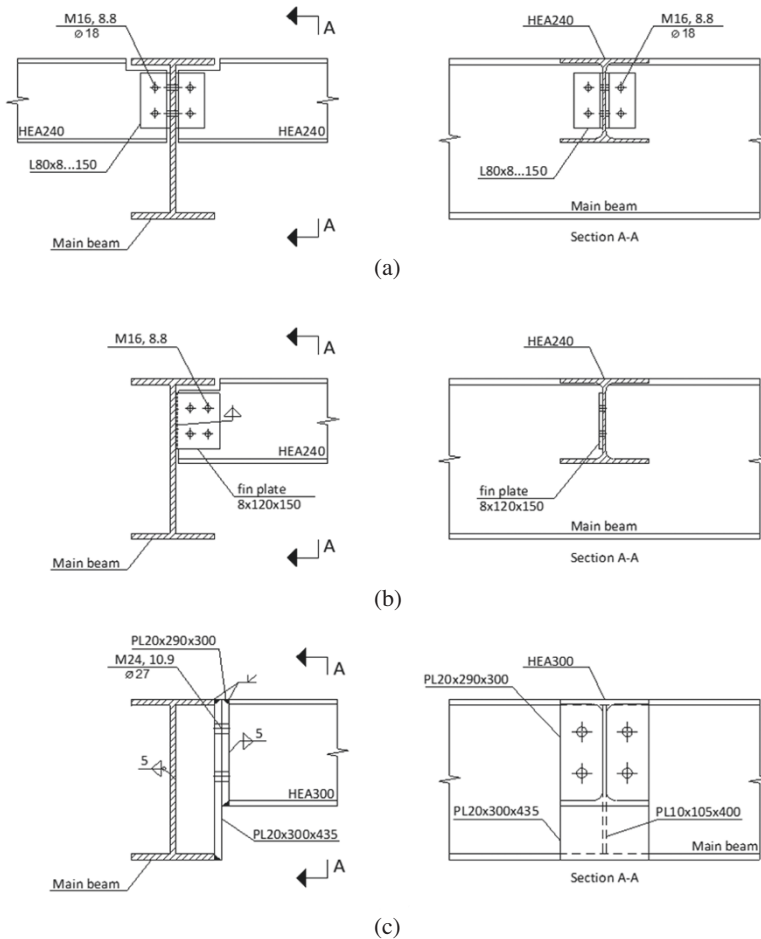 M16, 8.8
⌀ 18
A
HEA240
HEA240
L80x8...150
Main beam
A
HEA240
M16, 8.8
⌀ 18
L80x8...150
Main beam
Section A-A
(a)
M16, 8.8
A
HEA240
fin plate
8x120x150
Main beam
A
HEA240
fin plate
8x120x150
Main beam
Section A-A
(b)
PL20x290x300
M24, 10.9
⌀ 27
A
5
5
HEA300
PL20x300x435
Main beam
A
HEA300
PL20x290x300
PL20x300x435
PL10x105x400
Main beam
Section A-A
(c)